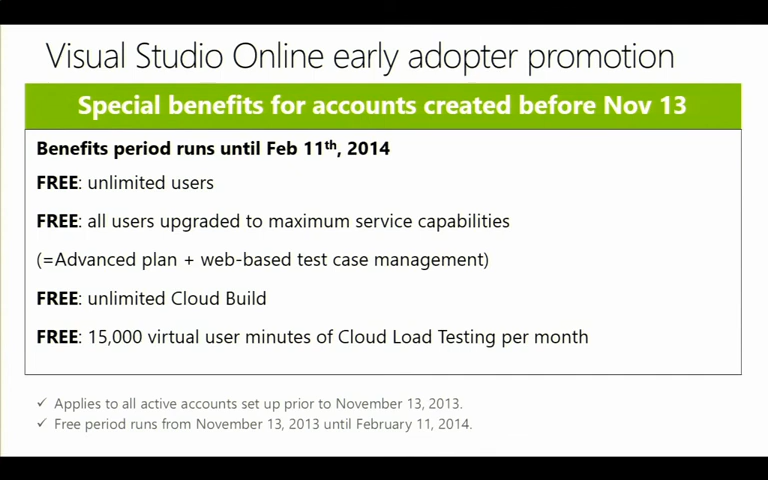 Visual Studio Online early adopter promotion
Special benefits for accounts created before Nov 13
Benefits period runs until Feb 11th, 2014
FREE: unlimited users
FREE: all users upgraded to maximum service capabilities
(=Advanced plan + web-based test case management)
FREE: unlimited Cloud Build
FREE: 15,000 virtual user minutes of Cloud Load Testing per month
✓ Applies to all active accounts set up prior to November 13, 2013.
✓ Free period runs from November 13, 2013 until February 11, 2014.